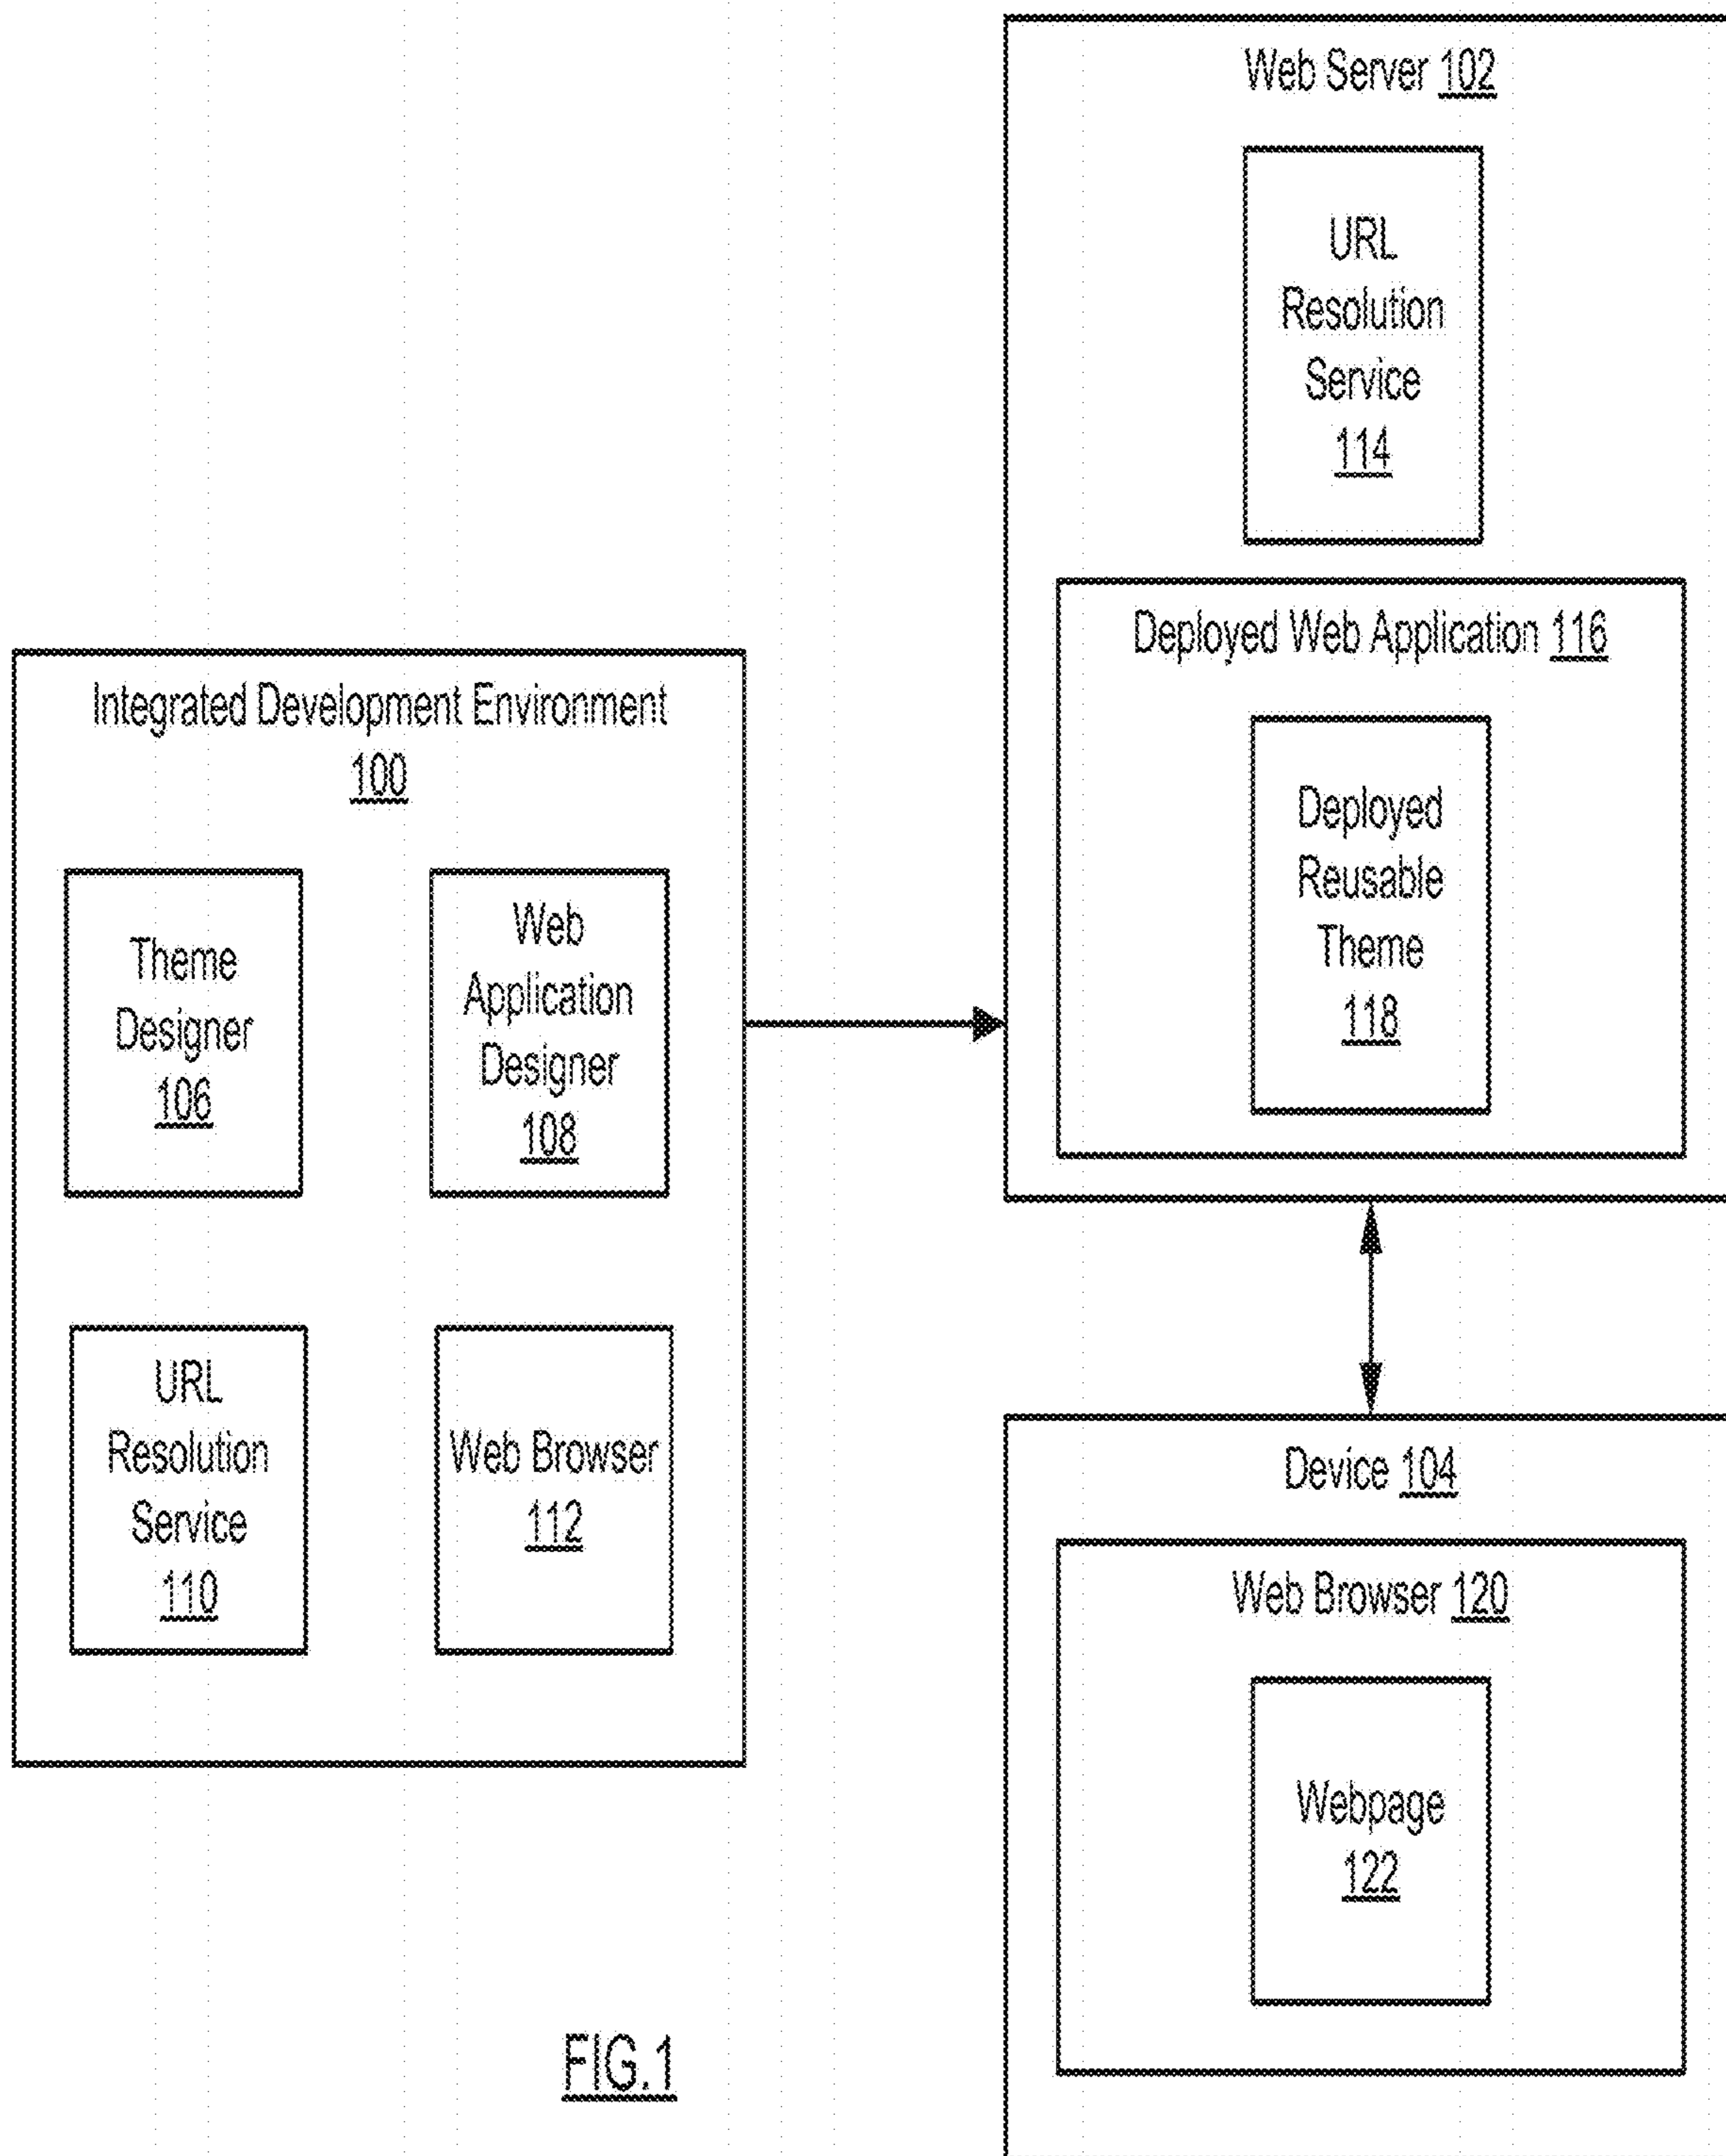 Web Server 102
URL
Resolution
Service
114
Deployed Web Application 116
Deployed
Reusable
Theme
118
Integrated Development Environment
100
Theme
Designer
106
Web
Application
Designer
108
URL
Resolution
Service
110
Web Browser
112
Device 104
Web Browser 120
Webpage
122
FIG.1